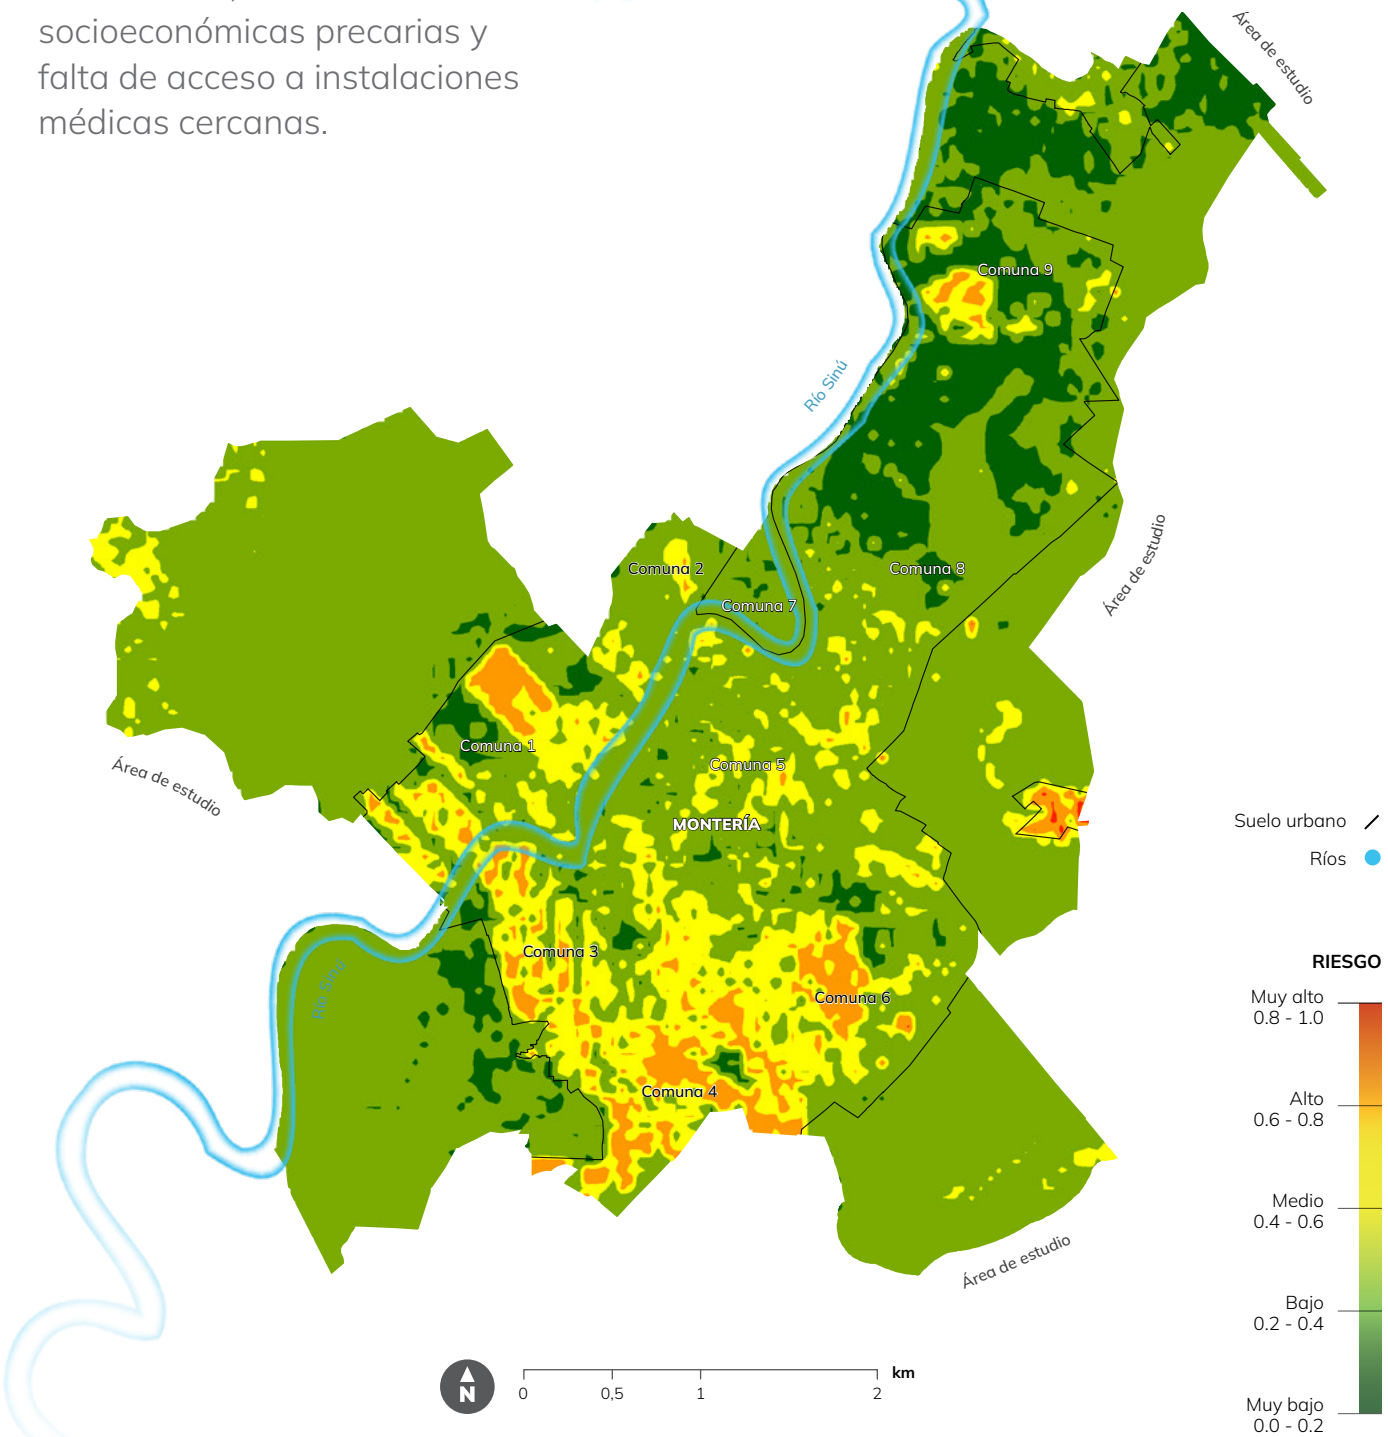 socioeconómicas precarias y
falta de acceso a instalaciones
médicas cercanas.
Área de estudio
Comuna 9
Río Sinú
Comuna 2
Comuna 8
Comuna 7
Área de estudio
Comuna 1
Comuna 5
Área de estudio
MONTERÍA
Suelo urbano
Ríos
Comuna 3
Río Sinú
Comuna 6
Comuna 4
RIESGO
Muy alto
0.8 - 1.0
Alto
0.6 - 0.8
Medio
0.4 - 0.6
Bajo
0.2 - 0.4
Muy bajo
0.0 - 0.2
Área de estudio
N
km
0 0,5 1 2